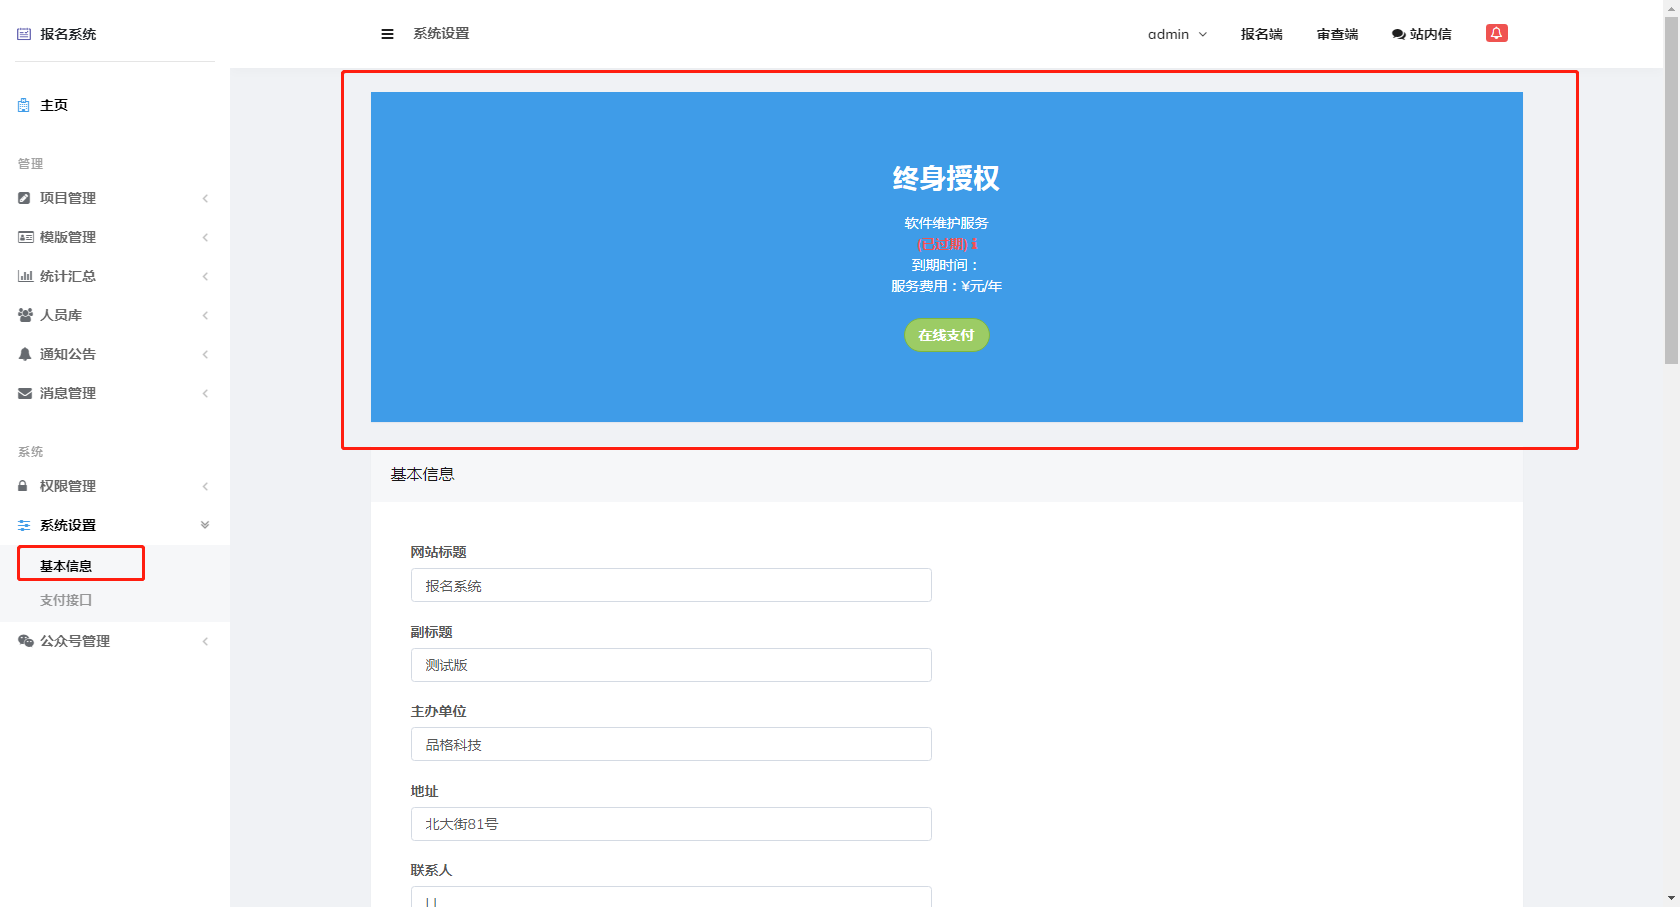 报名系统
系统设置
admin
报名端
审查端
站内信
主页
管理
项目管理
模版管理
统计汇总
人员库
通知公告
消息管理
系统
权限管理
系统设置
基本信息
支付接口
公众号管理
终身授权
软件维护服务
(已过期)
到期时间：
服务费用：¥元/年
在线支付
基本信息
网站标题
报名系统
副标题
测试版
主办单位
品格科技
地址
北大街81号
联系人